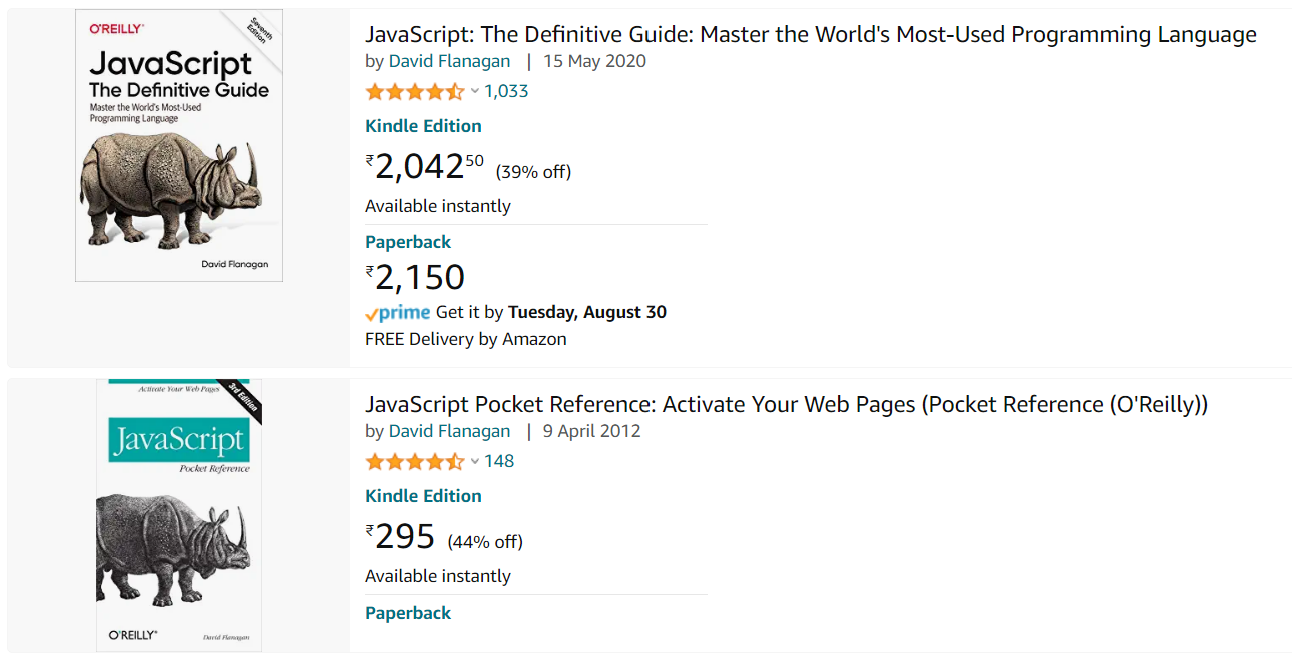 O'REILLY®
Seventh
Edition
JavaScript
The Definitive Guide
Master the World's Most-Used
Programming Language
David Flanagan
JavaScript: The Definitive Guide: Master the World's Most-Used Programming Language
by David Flanagan | 15 May 2020
1,033
Kindle Edition
₹2,04250 (39% off)
Available instantly
Paperback
₹2,150
prime Get it by Tuesday, August 30
FREE Delivery by Amazon
Activate Your Web Pages
3rd Edition
JavaScript
Pocket Reference
O'REILLY®
David Flanagan
JavaScript Pocket Reference: Activate Your Web Pages (Pocket Reference (O'Reilly))
by David Flanagan | 9 April 2012
148
Kindle Edition
₹295 (44% off)
Available instantly
Paperback